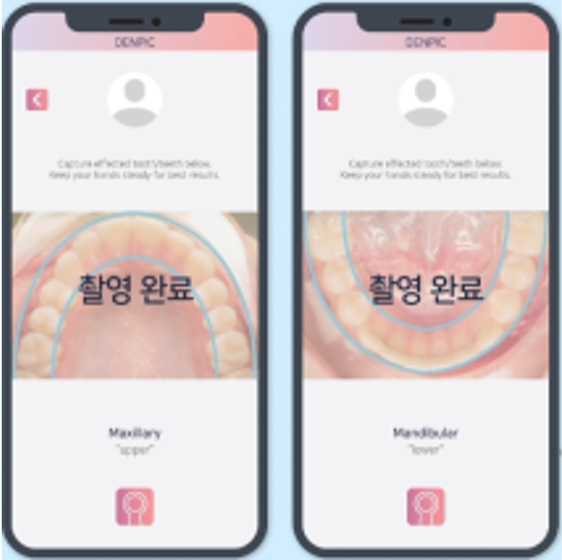 DENPIC
Capture effected tooth/teeth below.
Keep your hands steady for best results.
촬영 완료
Maxillary
"upper"
DENPIC
Capture effected tooth/teeth below.
Keep your hands steady for best results.
촬영 완료
Mandibular
"lower"